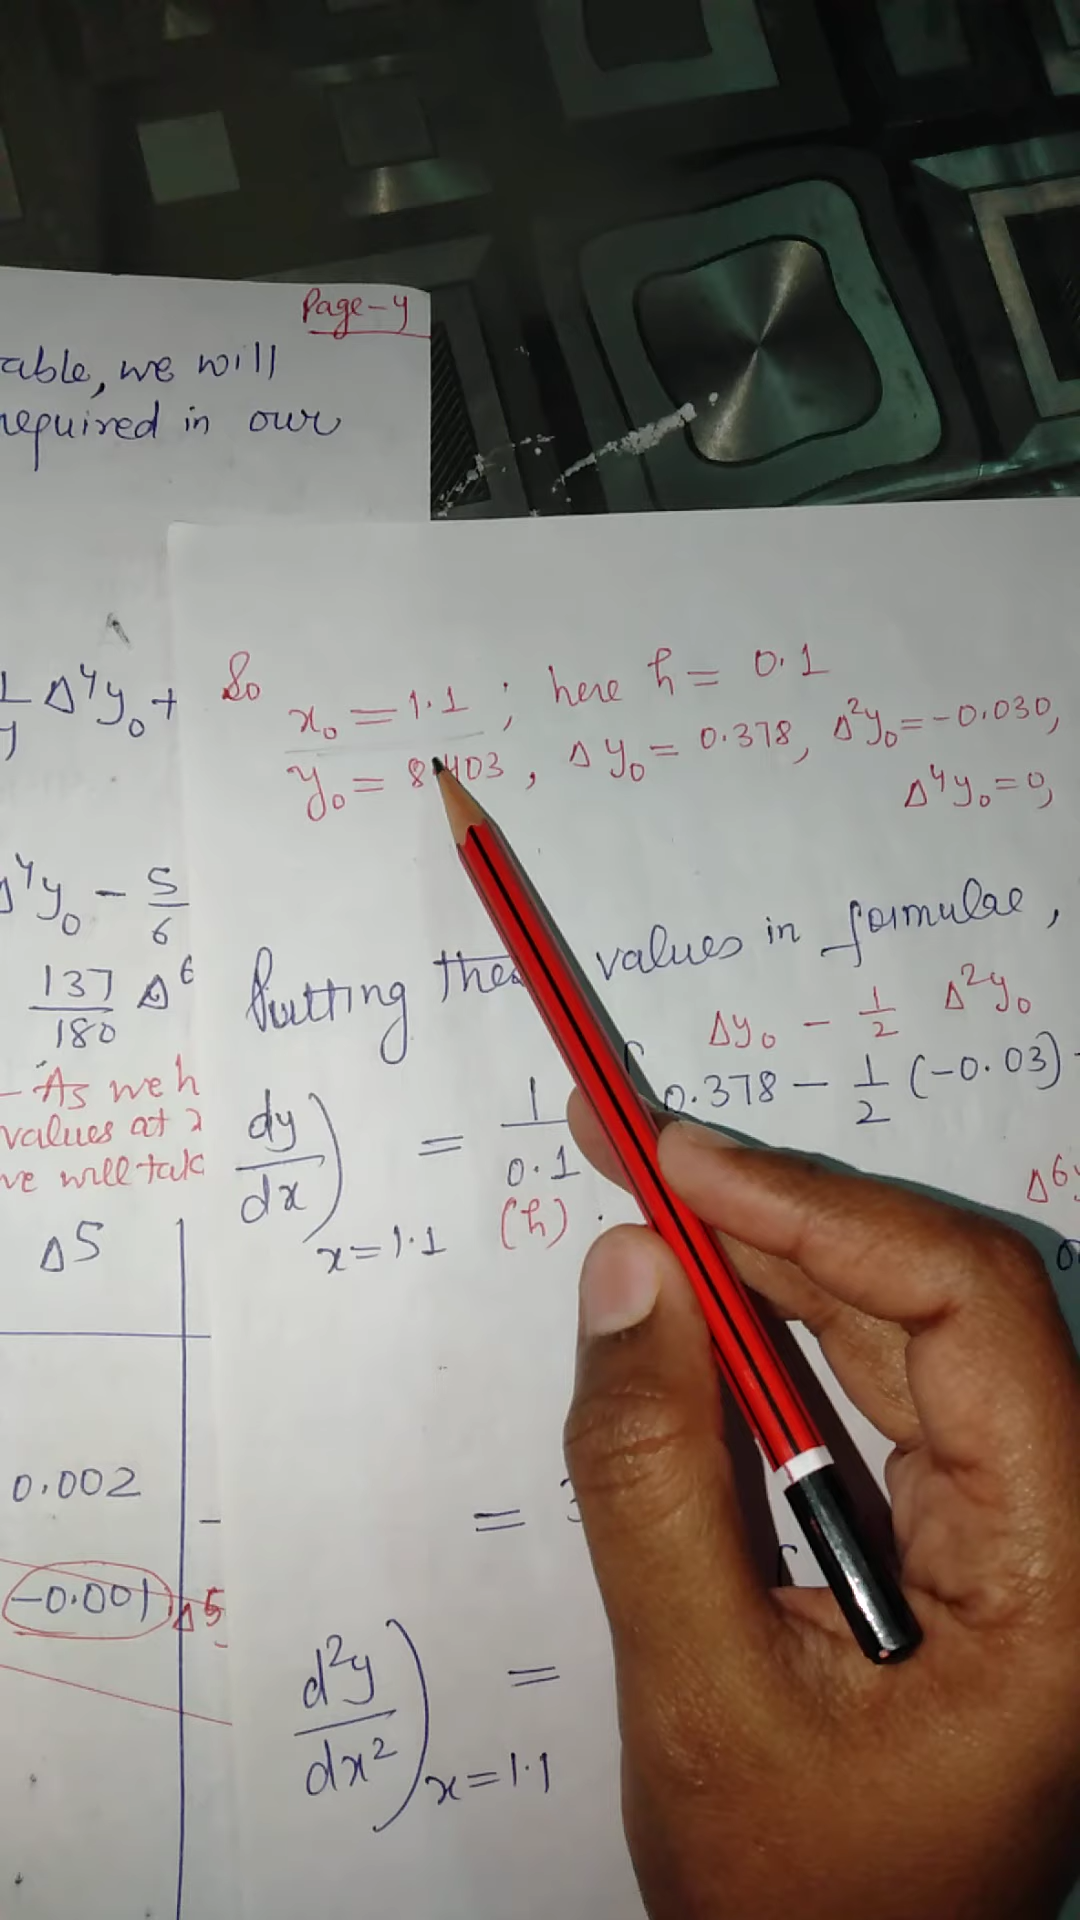 Page-4
able, we will
required in our
Δ⁴y₀ +
So
x₀ = 1.1 ; here h = 0.1
y₀ = 8.403, Δy₀ = 0.378, Δ²y₀ = -0.030,
Δ⁴y₀ = 0,
⁴y₀ - 5/6
137/180 Δ⁶
Putting values in formulae,
Δy₀ - 1/2 Δ²y₀
dy/dx)x=1.1 = 1/0.1 0.378 - 1/2 (-0.03)
(h)
Δ⁶
- As we h
values at
we will tak
Δ5
0.002
=
-0.001 Δ5
d²y/dx²)x=1.1 =